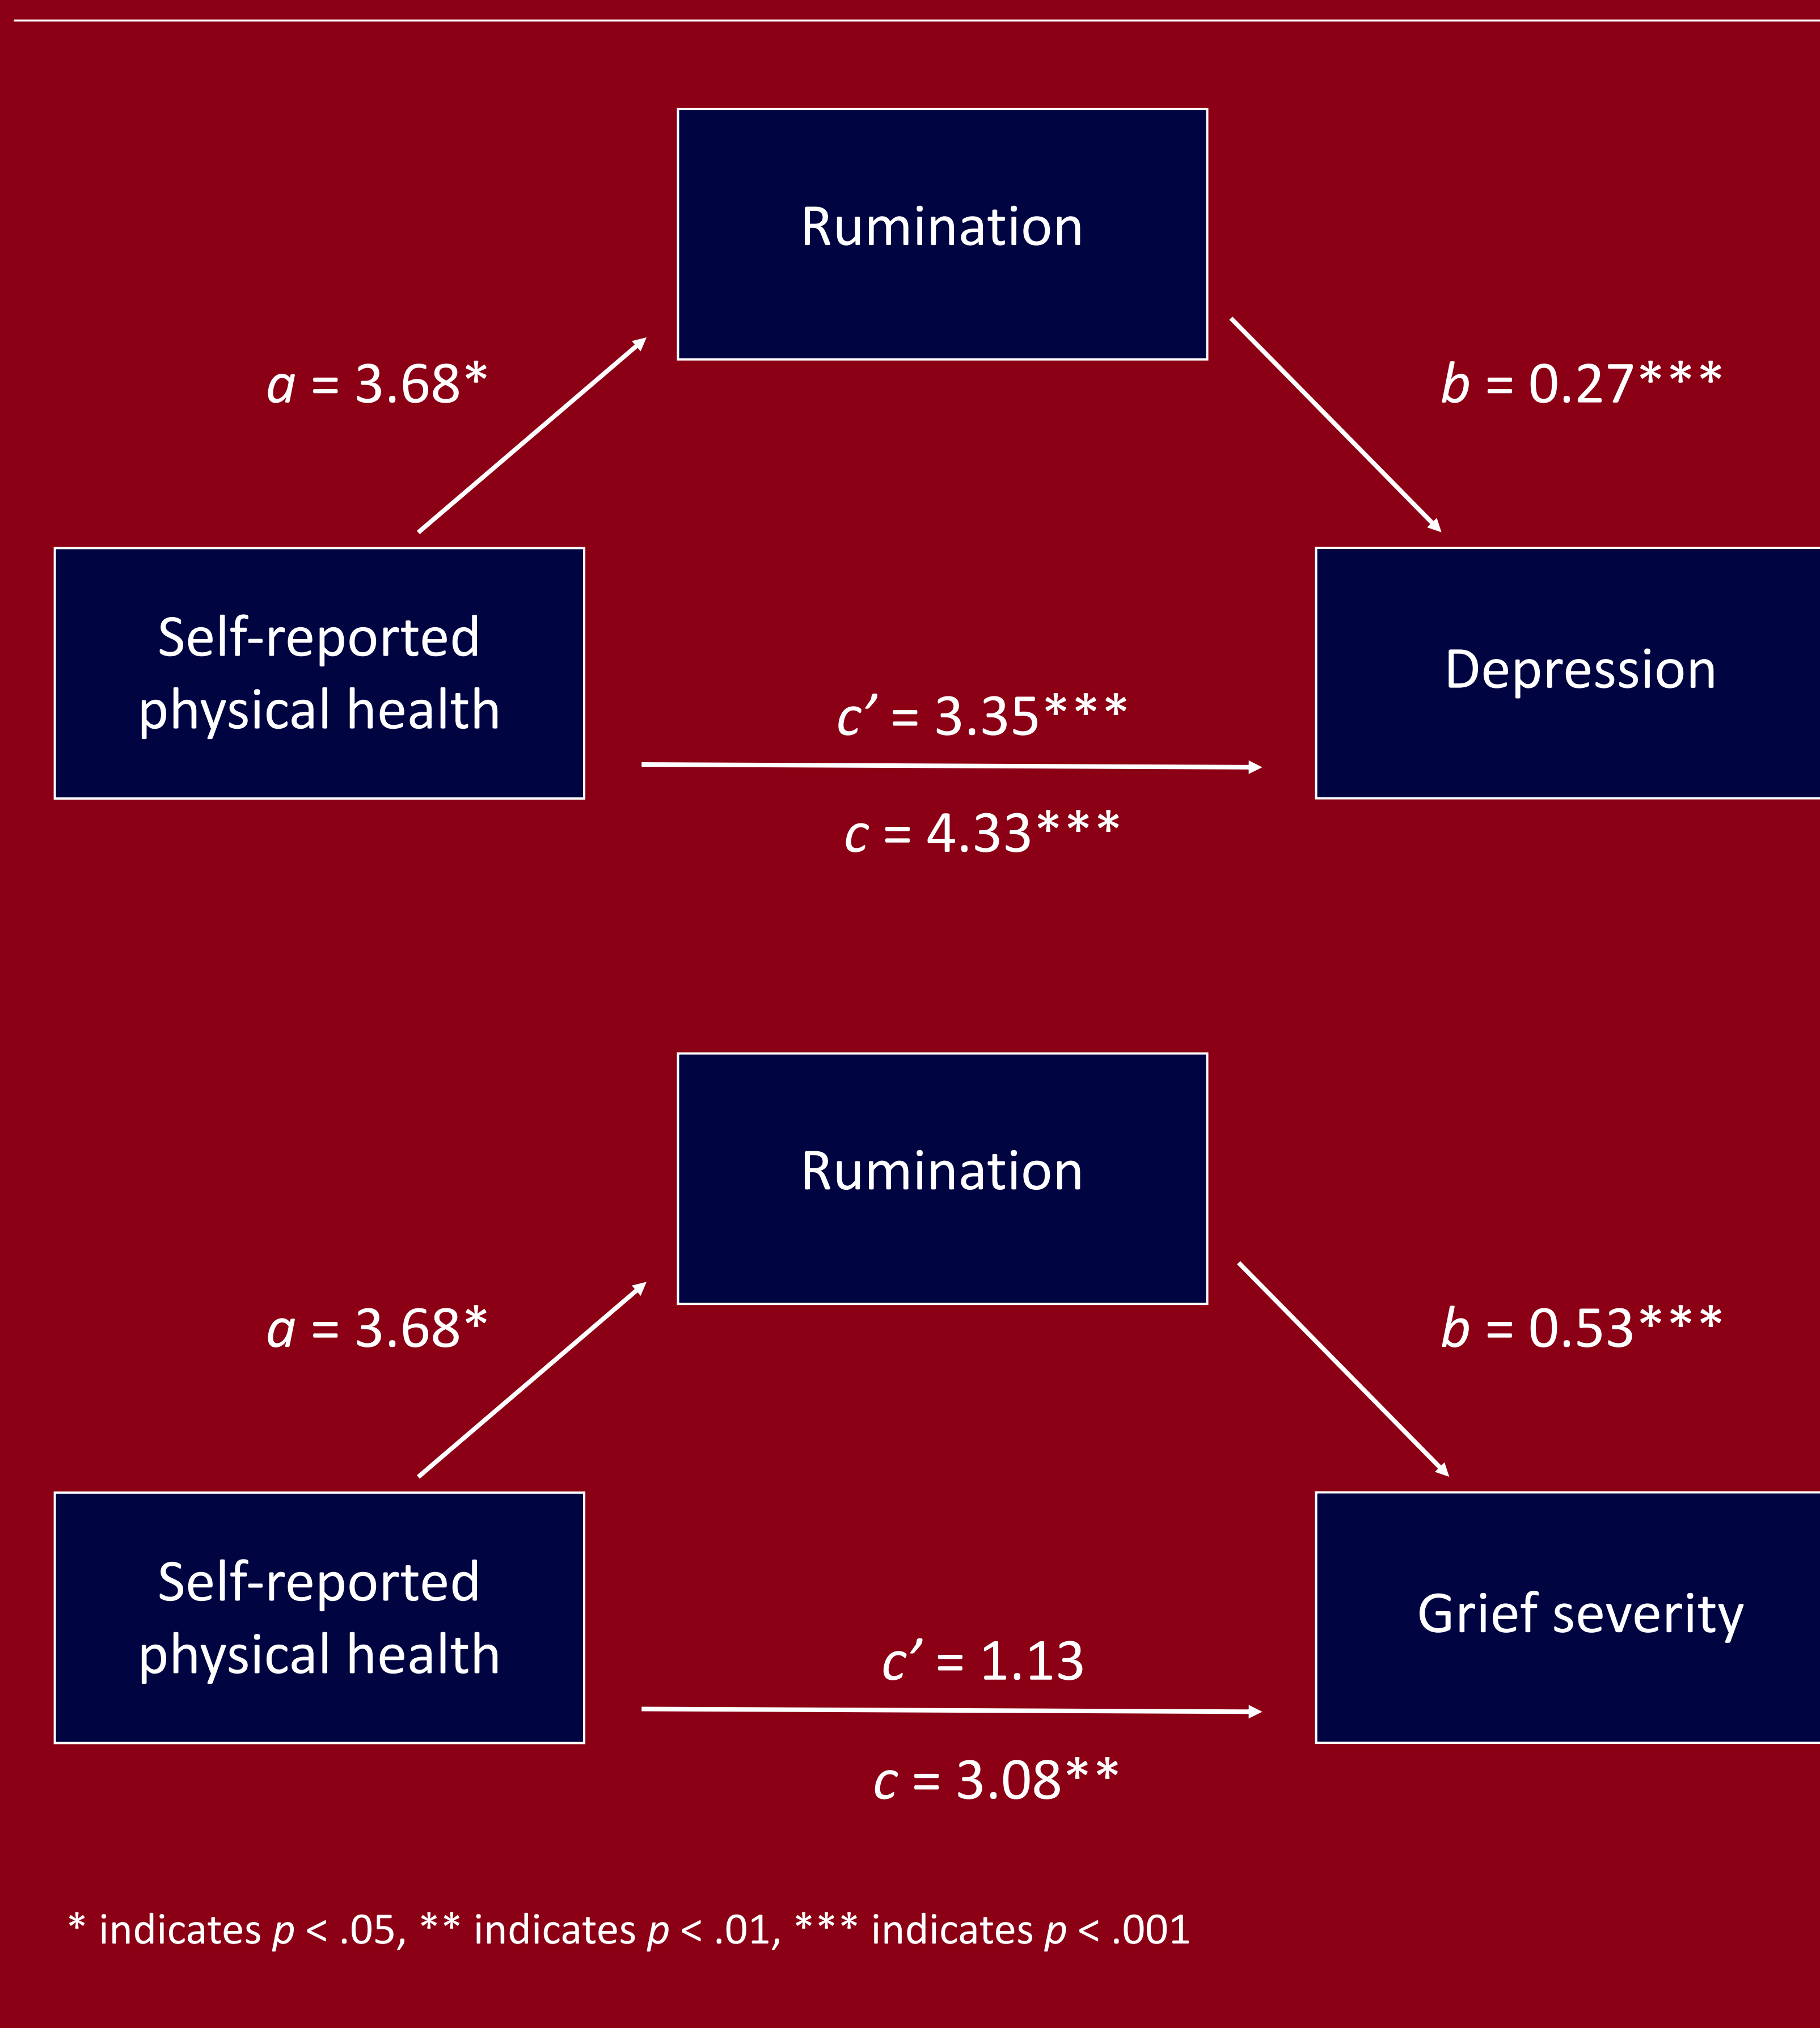 Rumination
a = 3.68*
b = 0.27***
Self-reported
physical health
Depression
c′ = 3.35***
c = 4.33***
Rumination
a = 3.68*
b = 0.53***
Self-reported
physical health
Grief severity
c′ = 1.13
c = 3.08**
* indicates p < .05, ** indicates p < .01, *** indicates p < .001